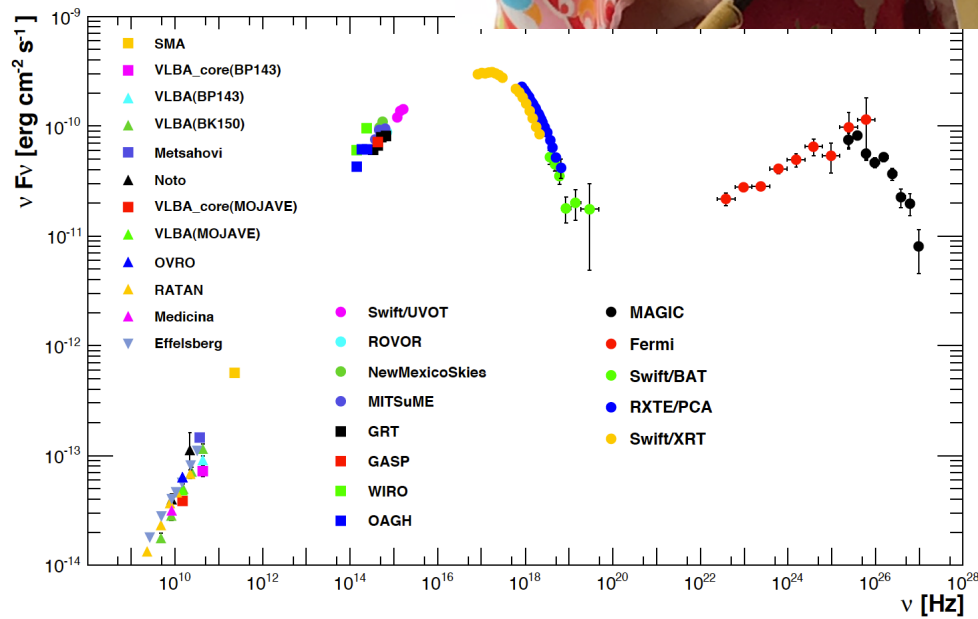 10-9
SMA
VLBA_core(BP143)
VLBA(BP143)
VLBA(BK150)
Metsahovi
Noto
VLBA_core(MOJAVE)
VLBA(MOJAVE)
OVRO
RATAN
Medicina
Effelsberg
ν Fν [erg cm-2 s-1]
10-10
10-11
10-12
10-13
10-14
Swift/UVOT
ROVOR
NewMexicoSkies
MITSuME
GRT
GASP
WIRO
OAGH
MAGIC
Fermi
Swift/BAT
RXTE/PCA
Swift/XRT
1010 1012 1014 1016 1018 1020 1022 1024 1026 1028
ν [Hz]